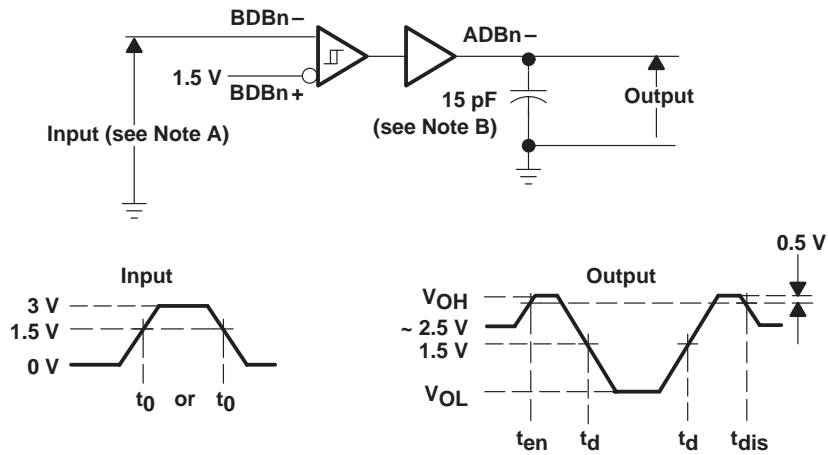 BDBn−
ADBn−
1.5 V
BDBn+
15 pF
(see Note B)
Output
Input (see Note A)
Input
3 V
1.5 V
0 V
t0 or t0
Output
0.5 V
VOH
~ 2.5 V
1.5 V
VOL
ten td td tdis